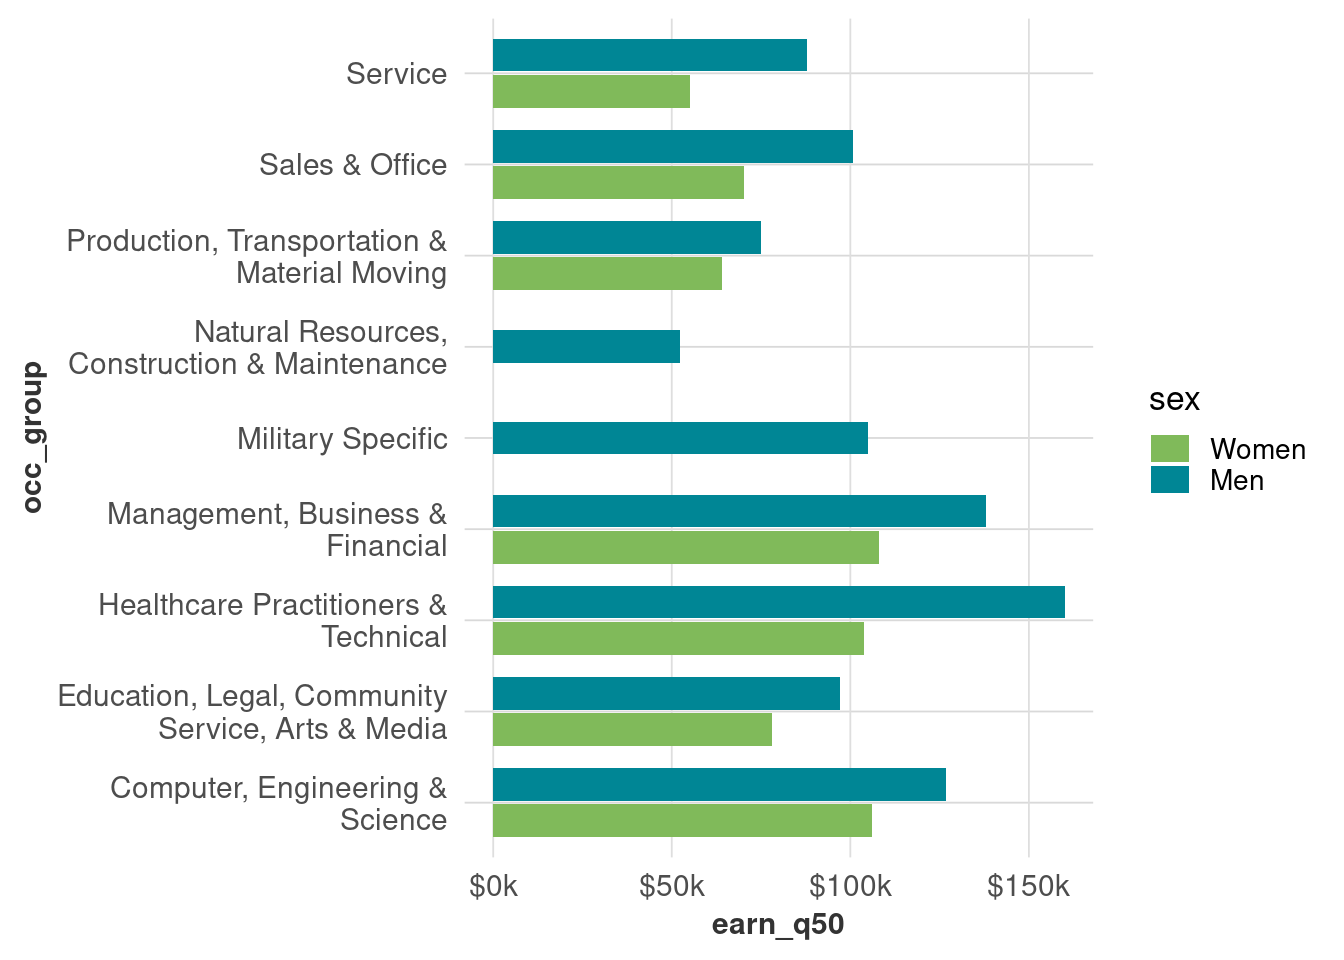 Service
Sales & Office
Production, Transportation &
Material Moving
Natural Resources,
Construction & Maintenance
Military Specific
Management, Business &
Financial
Healthcare Practitioners &
Technical
Education, Legal, Community
Service, Arts & Media
Computer, Engineering &
Science
occ_group
$0k $50k $100k $150k
earn_q50
sex
Women
Men